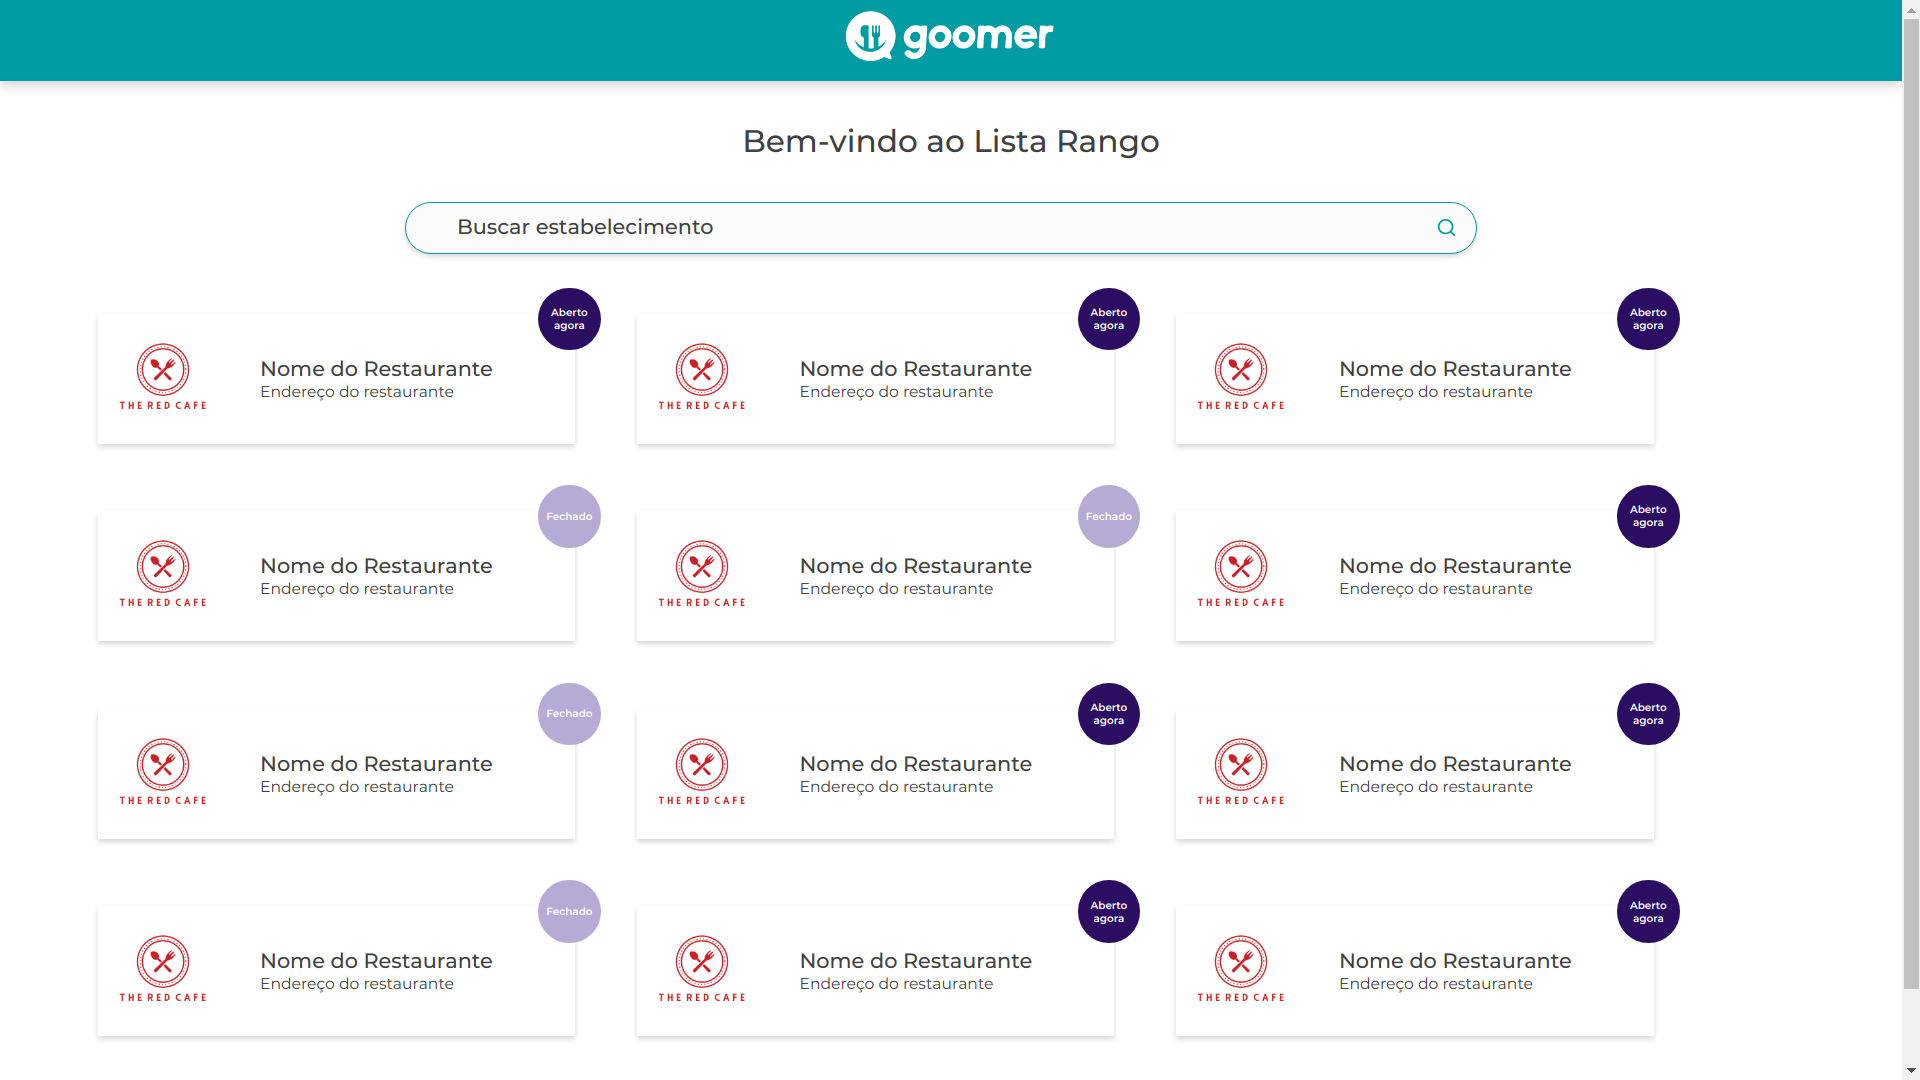 goomer
Bem-vindo ao Lista Rango
Buscar estabelecimento
Aberto
agora
THE RED CAFE
Nome do Restaurante
Endereço do restaurante
Aberto
agora
THE RED CAFE
Nome do Restaurante
Endereço do restaurante
Aberto
agora
THE RED CAFE
Nome do Restaurante
Endereço do restaurante
Fechado
THE RED CAFE
Nome do Restaurante
Endereço do restaurante
Fechado
THE RED CAFE
Nome do Restaurante
Endereço do restaurante
Aberto
agora
THE RED CAFE
Nome do Restaurante
Endereço do restaurante
Fechado
THE RED CAFE
Nome do Restaurante
Endereço do restaurante
Aberto
agora
THE RED CAFE
Nome do Restaurante
Endereço do restaurante
Aberto
agora
THE RED CAFE
Nome do Restaurante
Endereço do restaurante
Fechado
THE RED CAFE
Nome do Restaurante
Endereço do restaurante
Aberto
agora
THE RED CAFE
Nome do Restaurante
Endereço do restaurante
Aberto
agora
THE RED CAFE
Nome do Restaurante
Endereço do restaurante